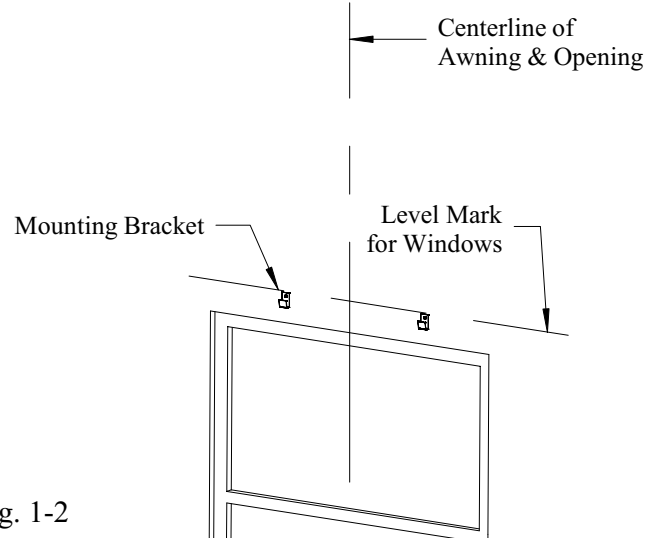 Centerline of
Awning & Opening
Mounting Bracket
Level Mark
for Windows
g. 1-2